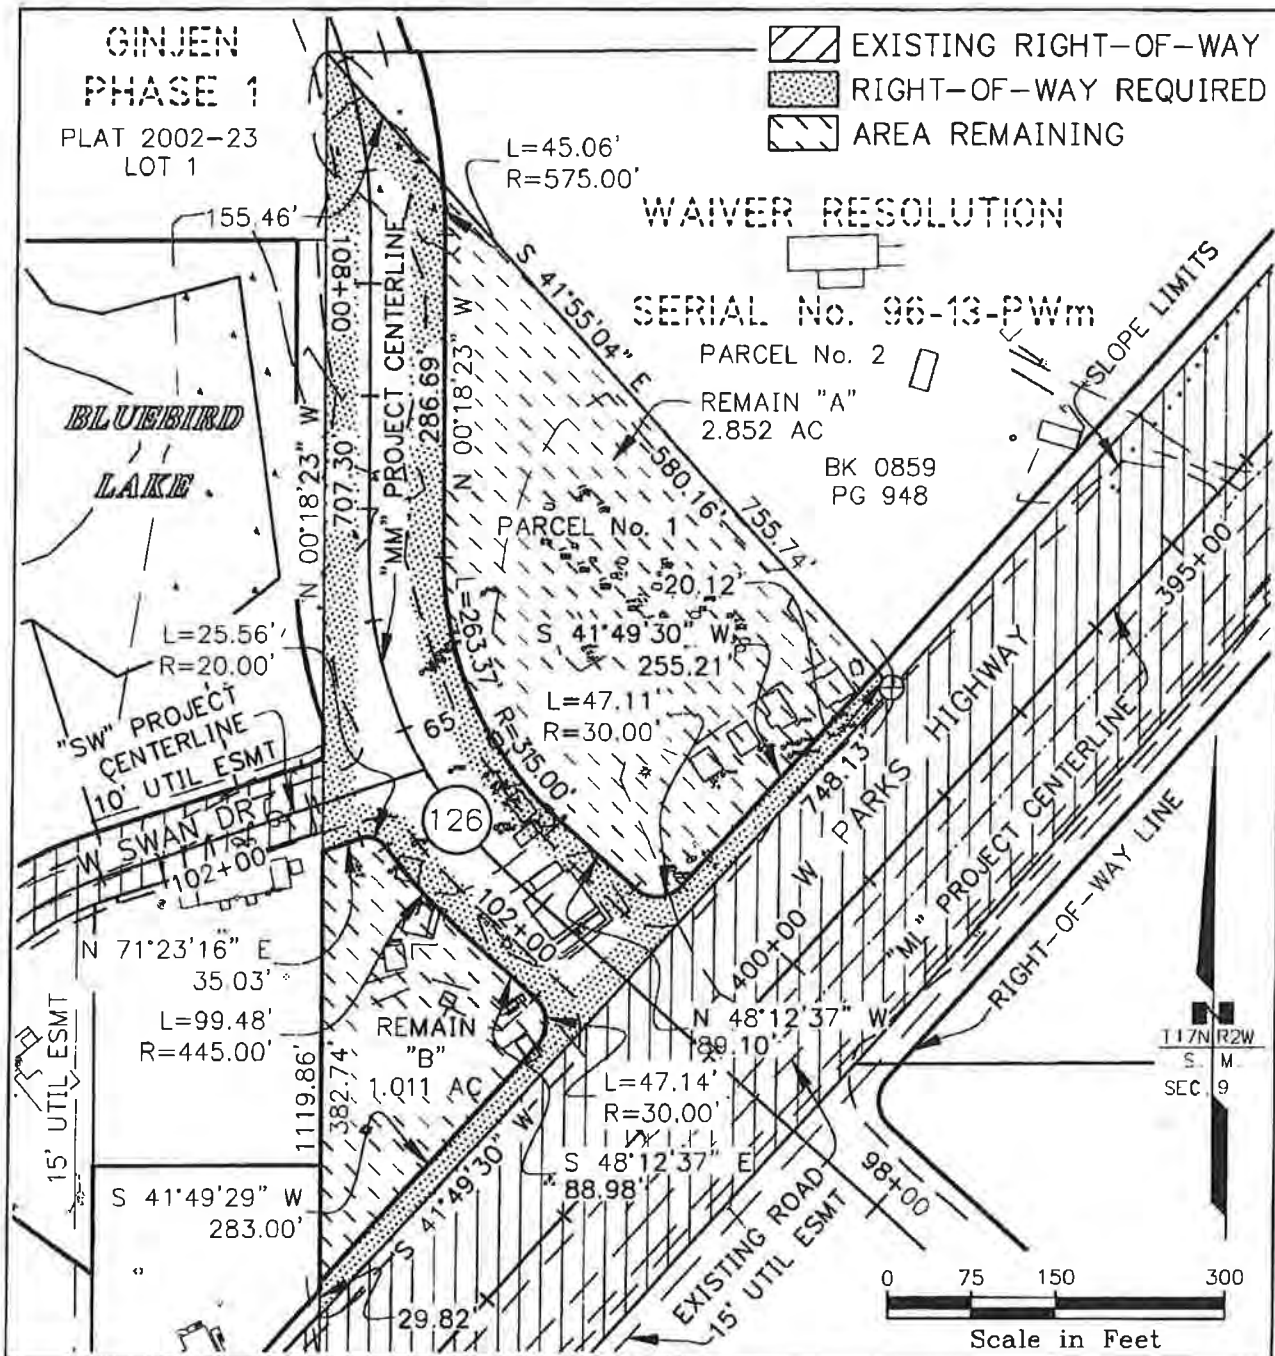 GINJEN
PHASE 1
PLAT 2002-23
LOT 1
EXISTING RIGHT-OF-WAY
RIGHT-OF-WAY REQUIRED
AREA REMAINING
L=45.06'
R=575.00'
WAIVER RESOLUTION
SERIAL No. 96-13-PWm
PARCEL No. 2
REMAIN "A"
2.852 AC
BK 0859
PG 948
SLOPE LIMITS
155.46'
108+00
"MM" PROJECT CENTERLINE
286.69'
N 00°18'23" W
S 41°55'04" E
580.16'
755.74'
BLUEBIRD
LAKE
N 00°18'23" W
707.30'
PARCEL No. 1
20.12'
S 41°49'30" W
255.21'
L=47.11'
R=30.00'
L=263.37'
R=315.00'
L=25.56'
R=20.00'
65
126
"SW" PROJECT
CENTERLINE
10' UTIL ESMT
W SWAN DR
102+00
748.13'
W PARKS HIGHWAY
395+00
400+00
"ML" PROJECT CENTERLINE
RIGHT-OF-WAY LINE
N 71°23'16" E
35.03'
L=99.48'
R=445.00'
102+00
REMAIN
"B"
1.011 AC
N 48°12'37" W
89.10'
L=47.14'
R=30.00'
S 48°12'37" E
88.98'
15' UTIL ESMT
1119.86'
382.74'
S 41°49'29" W
283.00'
S 41°49'30" W
29.82'
EXISTING ROAD
15' UTIL ESMT
98+00
T17N R2W
S. M.
SEC. 9
0 75 150 300
Scale in Feet